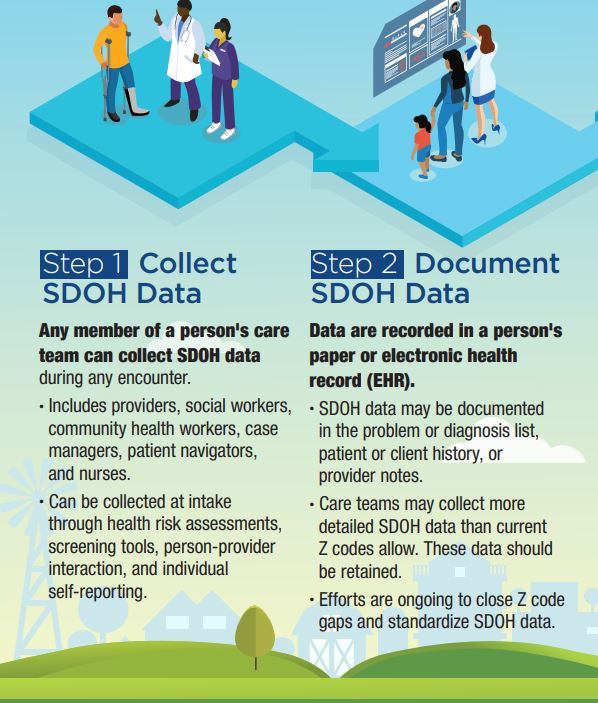 Step 1 Collect
SDOH Data
Any member of a person's care
team can collect SDOH data
during any encounter.
· Includes providers, social workers,
community health workers, case
managers, patient navigators,
and nurses.
· Can be collected at intake
through health risk assessments,
screening tools, person-provider
interaction, and individual
self-reporting.
Step 2 Document
SDOH Data
Data are recorded in a person's
paper or electronic health
record (EHR).
· SDOH data may be documented
in the problem or diagnosis list,
patient or client history, or
provider notes.
· Care teams may collect more
detailed SDOH data than current
Z codes allow. These data should
be retained.
· Efforts are ongoing to close Z code
gaps and standardize SDOH data.